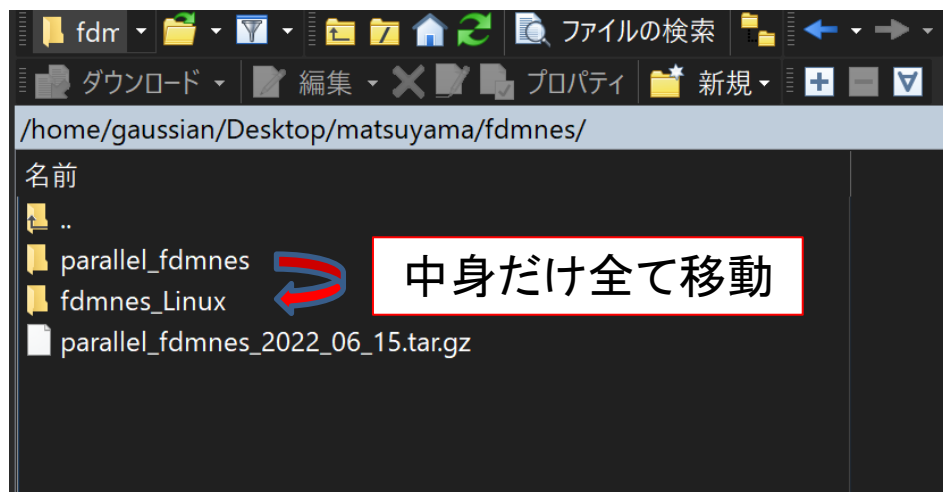 fdm
ファイルの検索
ダウンロード 編集 プロパティ 新規
/home/gaussian/Desktop/matsuyama/fdmnes/
名前
..
parallel_fdmnes
fdmnes_Linux
中身だけ全て移動
parallel_fdmnes_2022_06_15.tar.gz